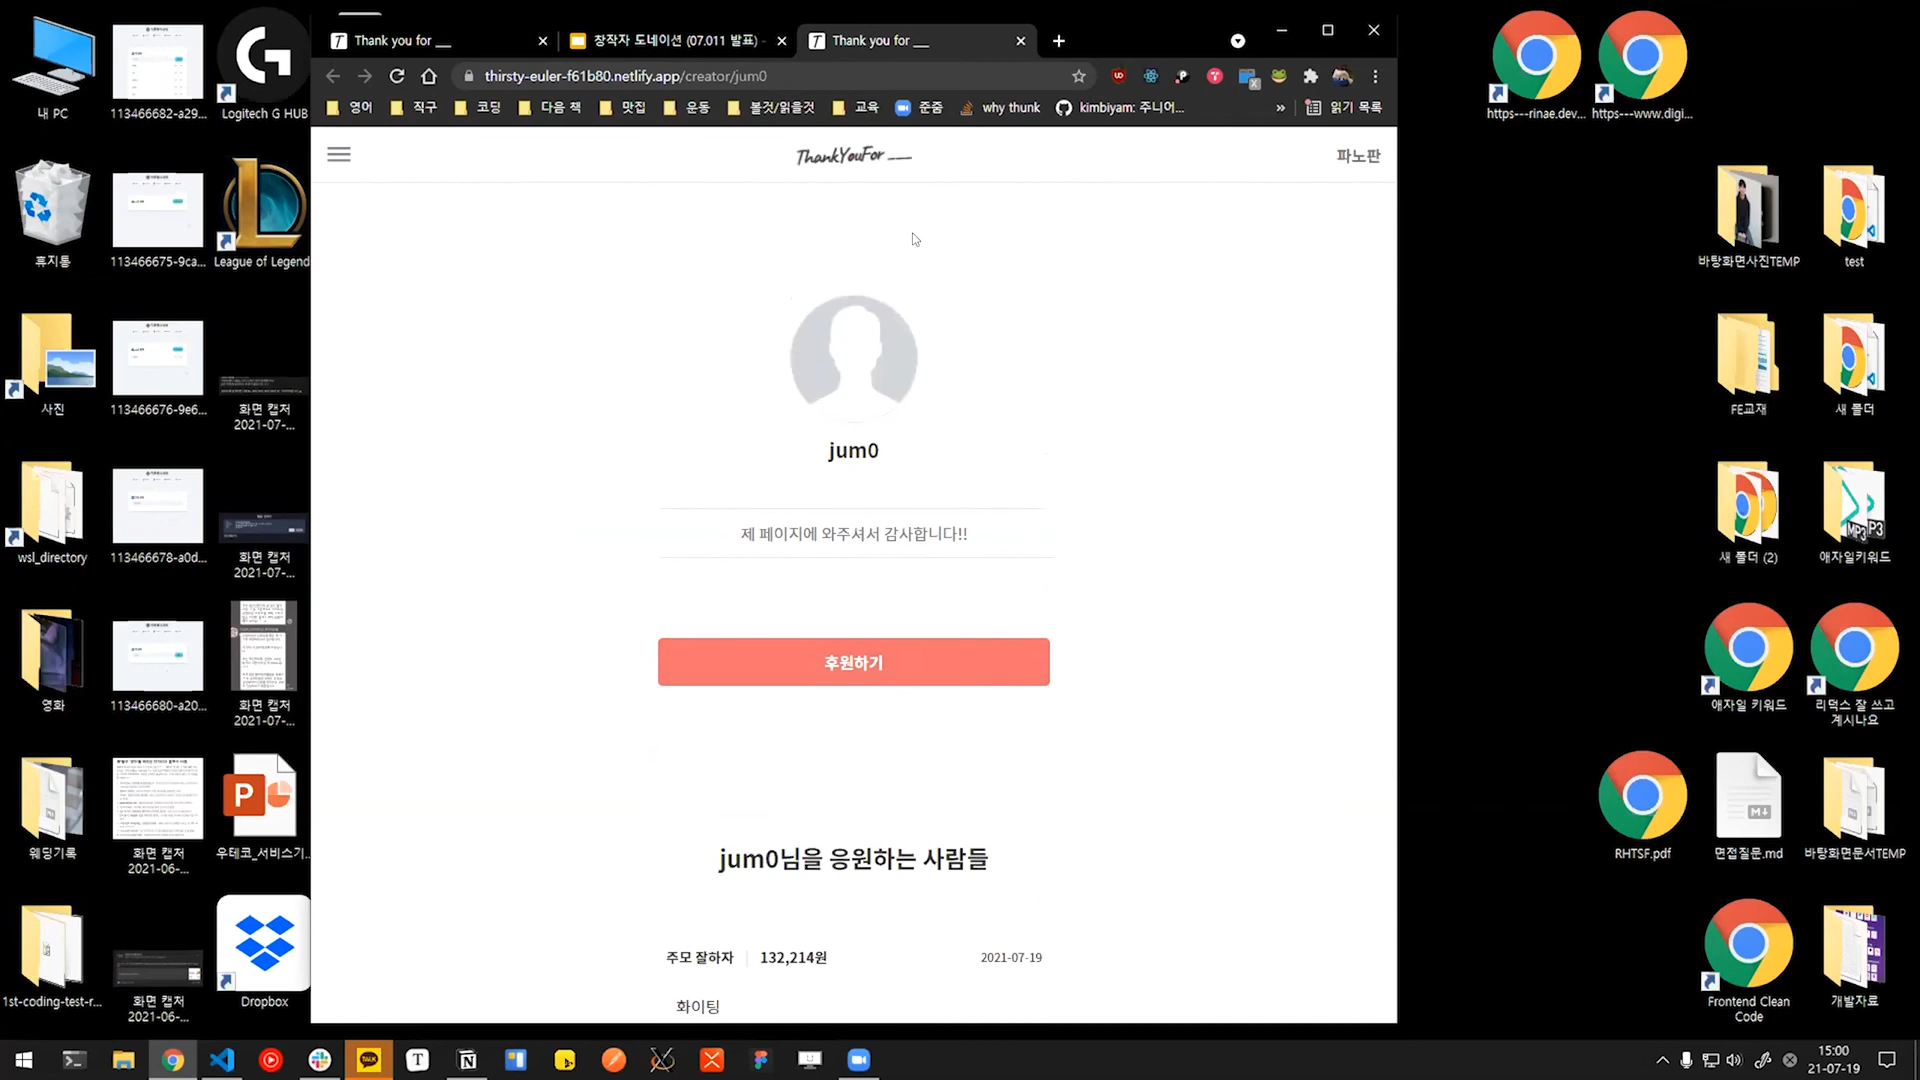 Thank you for __
창작자 도네이션 (07.011 발표) -
Thank you for __
thirsty-euler-f61b80.netlify.app/creator/jum0
영어
직구
코딩
다음 책
맛집
운동
볼것/읽을것
교육
준줌
why thunk
kimbiyam: 주니어...
»
읽기 목록
ThankYouFor __
파노판
jum0
제 페이지에 와주셔서 감사합니다!!
후원하기
jum0님을 응원하는 사람들
주모 잘하자
132,214원
2021-07-19
화이팅
내 PC
113466682-a29...
Logitech G HUB
휴지통
113466675-9ca...
League of Legend
사진
113466676-9e6...
화면 캡처
2021-07-...
wsl_directory
113466678-a0d...
화면 캡처
2021-07-...
영화
113466680-a20...
화면 캡처
2021-07-...
웨딩기록
화면 캡처
2021-06-...
우테코_서비스기...
1st-coding-test-r...
화면 캡처
2021-06-...
Dropbox
https---rinae.dev...
https---www.digi...
바탕화면사진TEMP
test
FE교재
새 폴더
새 폴더 (2)
애자일키워드
애자일 키워드
리덕스 잘 쓰고
계시나요
RHTSF.pdf
면접질문.md
바탕화면문서TEMP
Frontend Clean
Code
개발자료
TALK
15:00
21-07-19